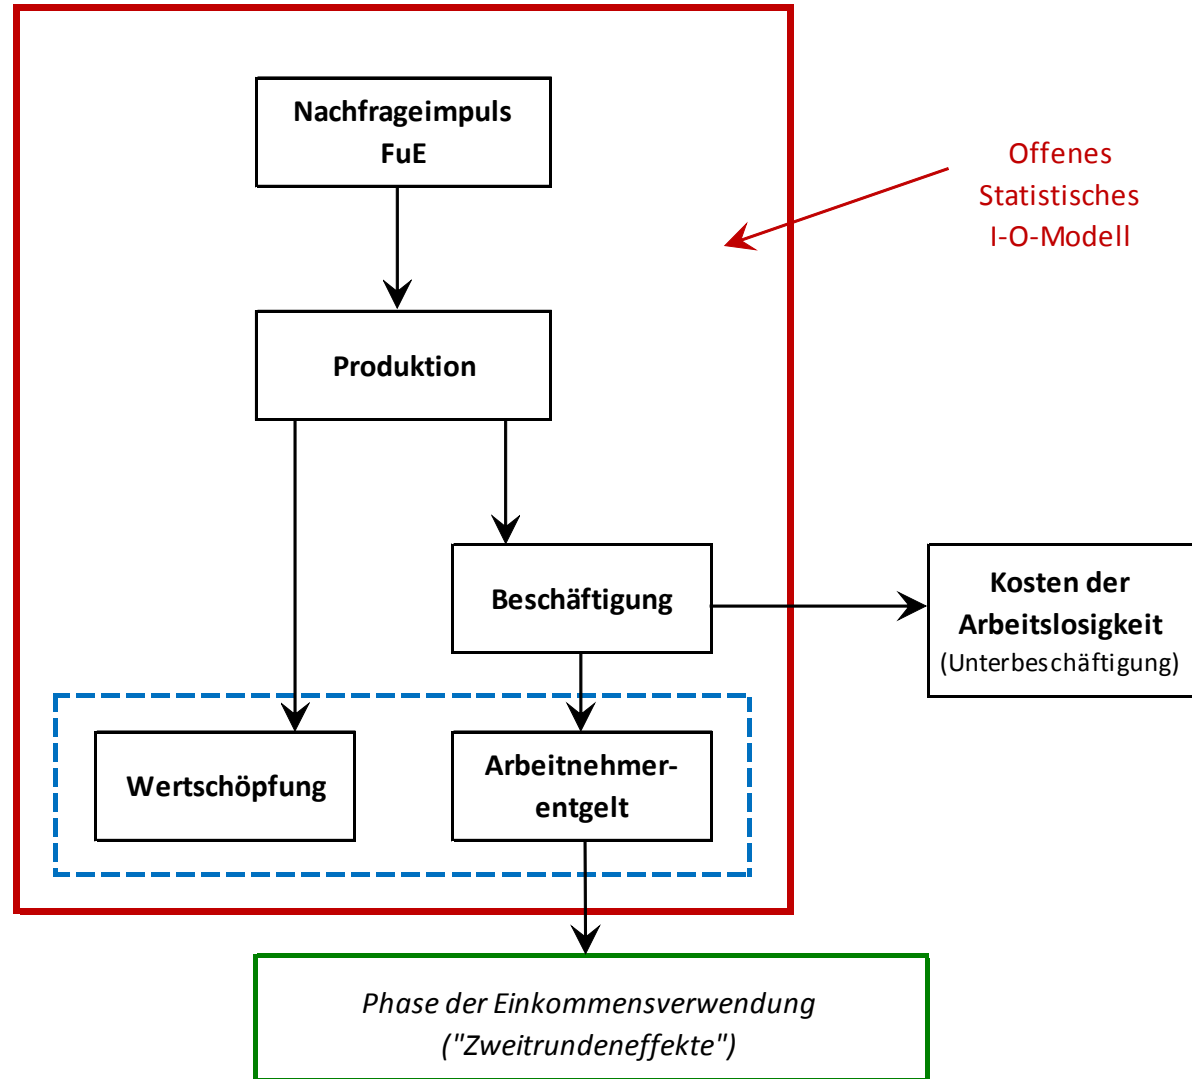 Nachfrageimpuls
FuE
Offenes
Statistisches
I-O-Modell
Produktion
Beschäftigung
Kosten der
Arbeitslosigkeit
(Unterbeschäftigung)
Wertschöpfung
Arbeitnehmer-
entgelt
Phase der Einkommensverwendung
("Zweitrundeneffekte")